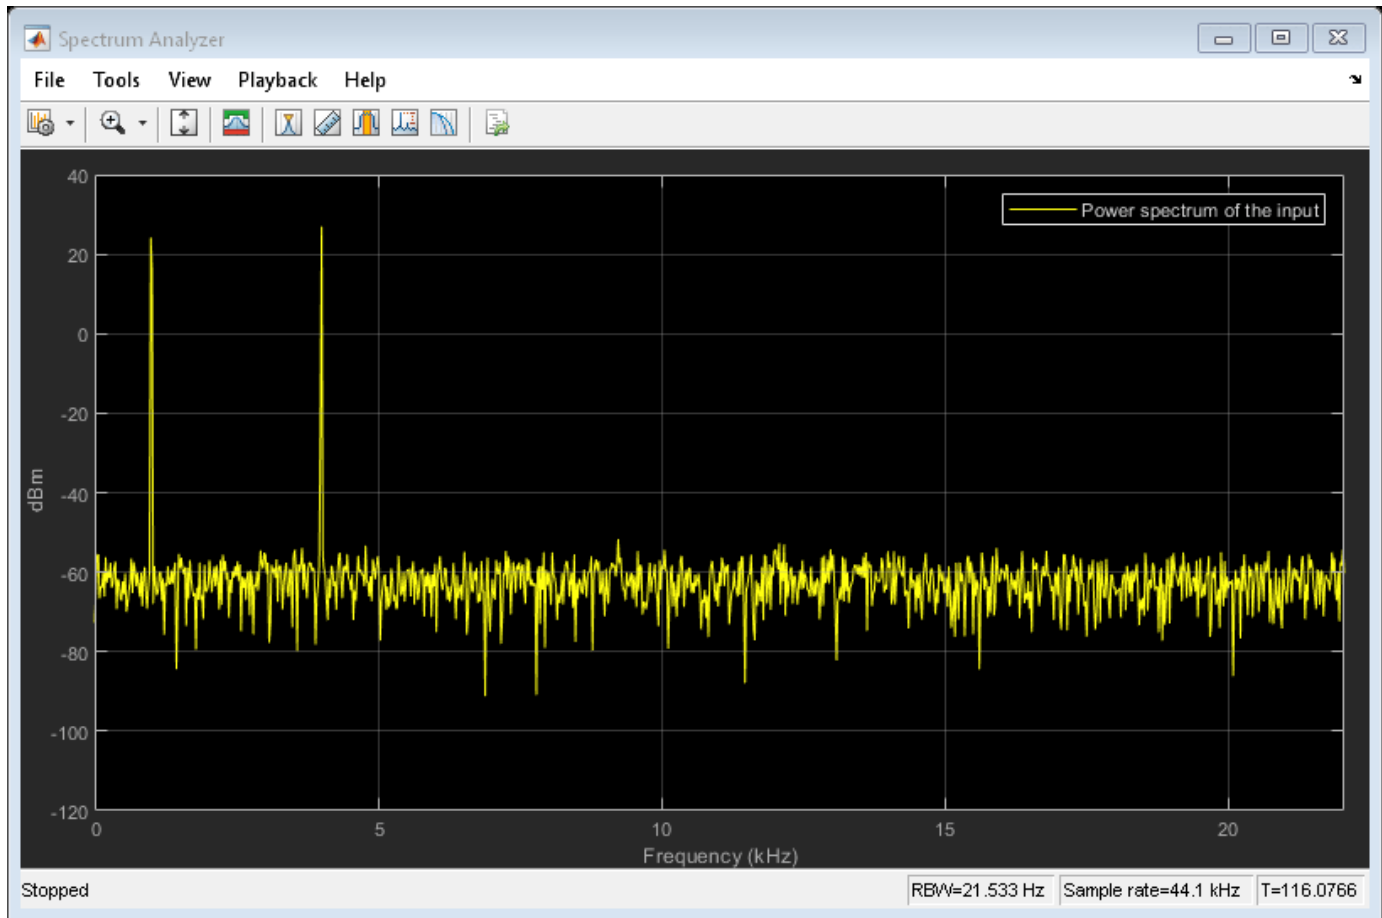 Spectrum Analyzer
File Tools View Playback Help
Power spectrum of the input
40
20
0
-20
-40
-60
-80
-100
-120
dBm
0 5 10 15 20
Frequency (kHz)
Stopped RBW=21.533 Hz Sample rate=44.1 kHz T=116.0766